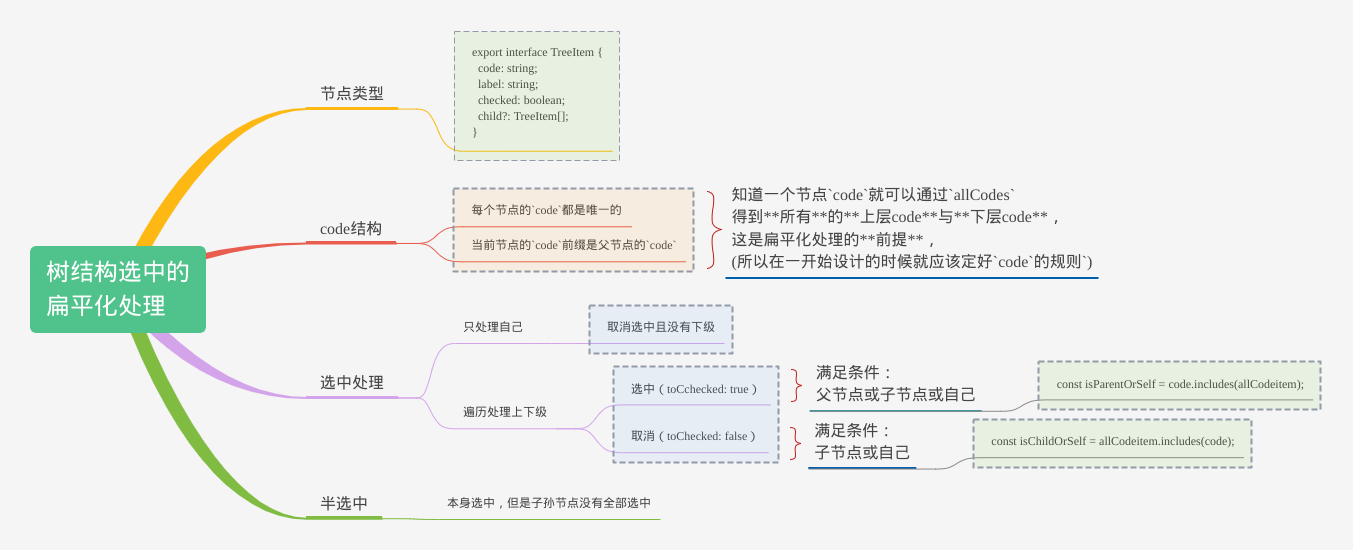 树结构选中的
扁平化处理
节点类型
export interface TreeItem {
code: string;
label: string;
checked: boolean;
child?: TreeItem[];
}
code结构
每个节点的`code`都是唯一的
当前节点的`code`前缀是父节点的`code`
知道一个节点`code`就可以通过`allCodes`
得到**所有**的**上层code**与**下层code**，
这是扁平化处理的**前提**，
(所以在一开始设计的时候就应该定好`code`的规则`)
选中处理
只处理自己
取消选中且没有下级
遍历处理上下级
选中（toCchecked: true）
满足条件：
父节点或子节点或自己
const isParentOrSelf = code.includes(allCodeitem);
取消（toChecked: false）
满足条件：
子节点或自己
const isChildOrSelf = allCodeitem.includes(code);
半选中
本身选中，但是子孙节点没有全部选中